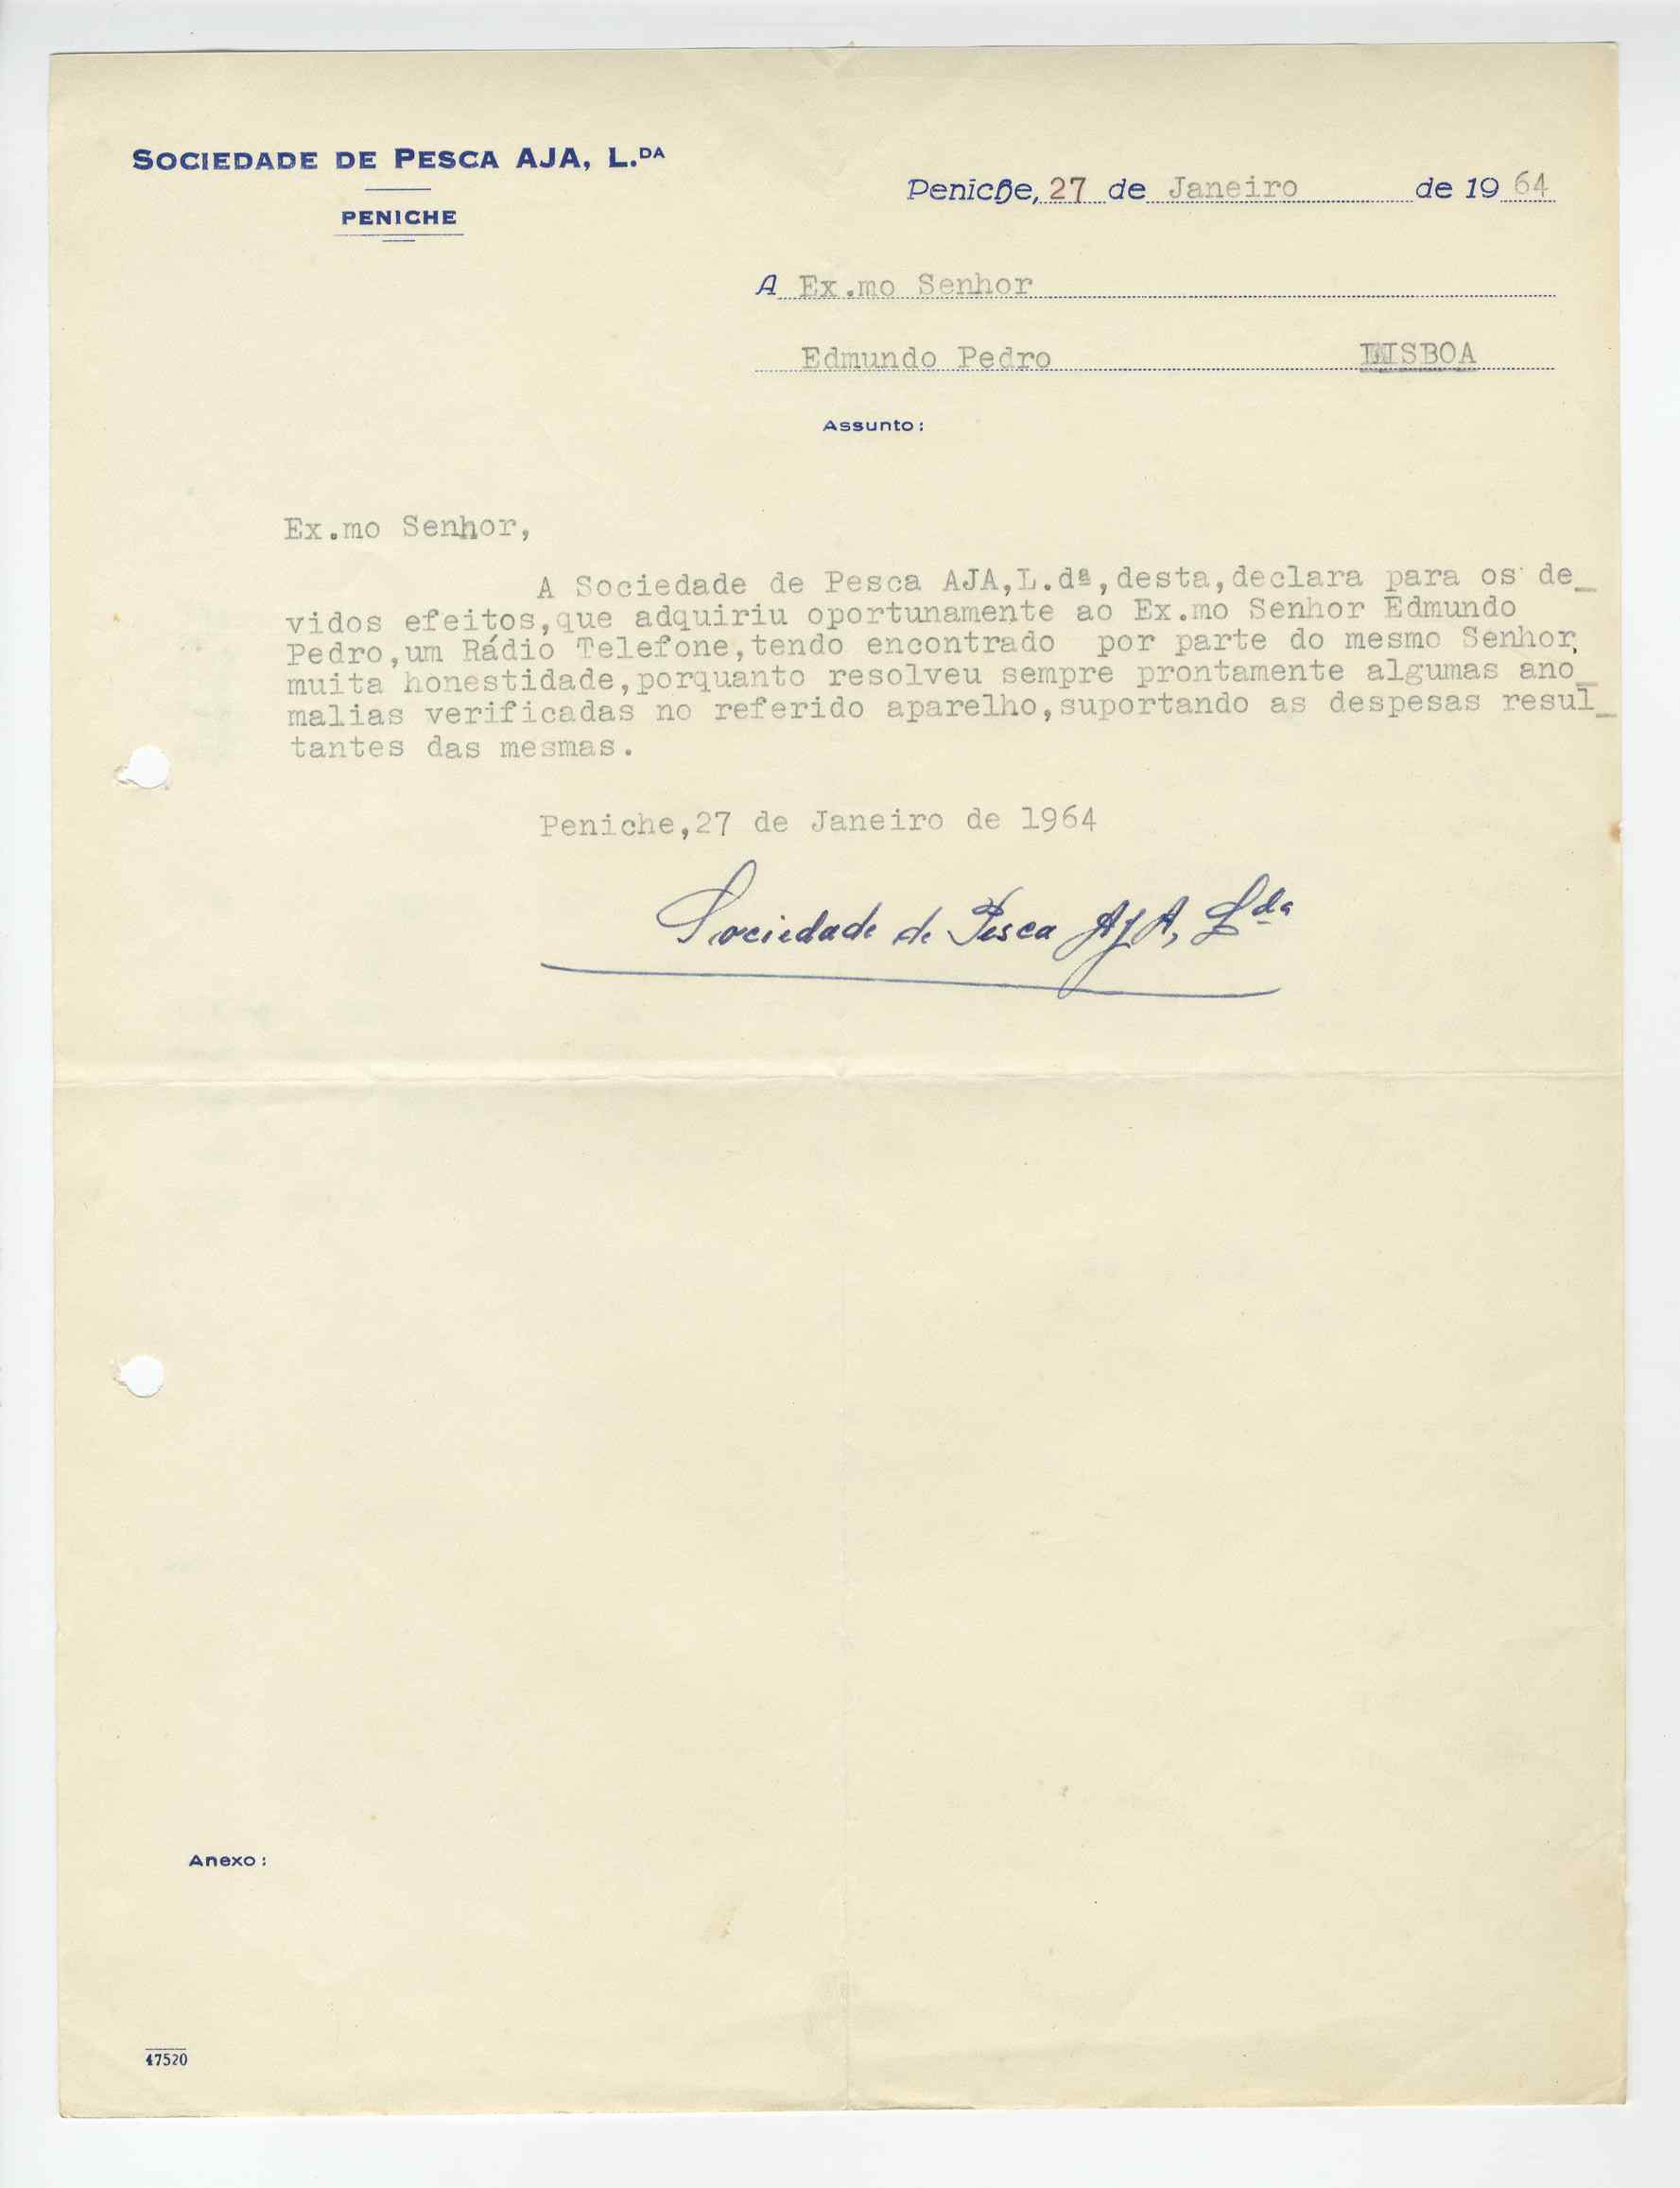 SOCIEDADE DE PESCA AJA, L.DA
PENICHE
Peniche, 27 de Janeiro de 19 64
A Ex.mo Senhor
Edmundo Pedro LISBOA
Assunto:
Ex.mo Senhor,
A Sociedade de Pesca AJA,L.dª,desta,declara para os de_
vidos efeitos,que adquiriu oportunamente ao Ex.mo Senhor Edmundo
Pedro,um Rádio Telefone,tendo encontrado por parte do mesmo Senhor,
muita honestidade,porquanto resolveu sempre prontamente algumas ano_
malias verificadas no referido aparelho,suportando as despesas resul_
tantes das mesmas.
Peniche,27 de Janeiro de 1964
Sociedade de Pesca AJA, Lda
Anexo:
47520